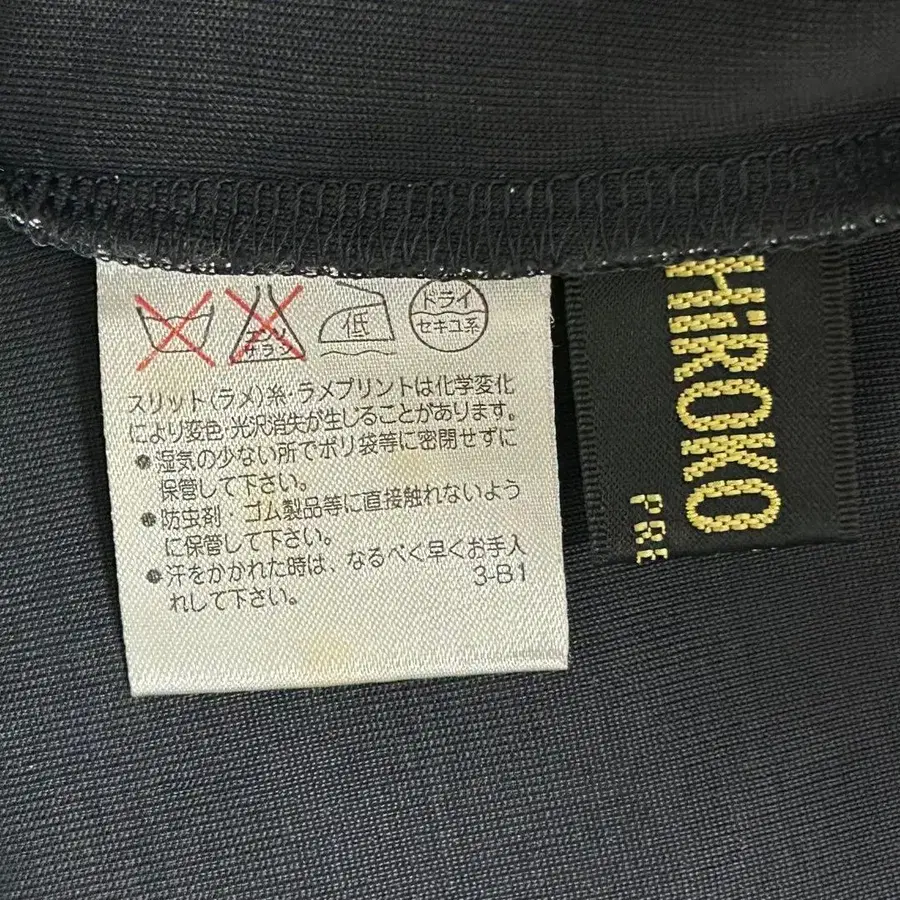 エンソ
サラシ
低
ドライ
セキユ系
スリット(ラメ)糸・ラメプリントは化学変化
により変色・光沢消失が生じることがあります。
●湿気の少ない所でポリ袋等に密閉せずに
保管して下さい。
●防虫剤・ゴム製品等に直接触れないよう
に保管して下さい。
●汗をかかれた時は、なるべく早くお手入
れして下さい。
3-B1
HIROKO
PRE